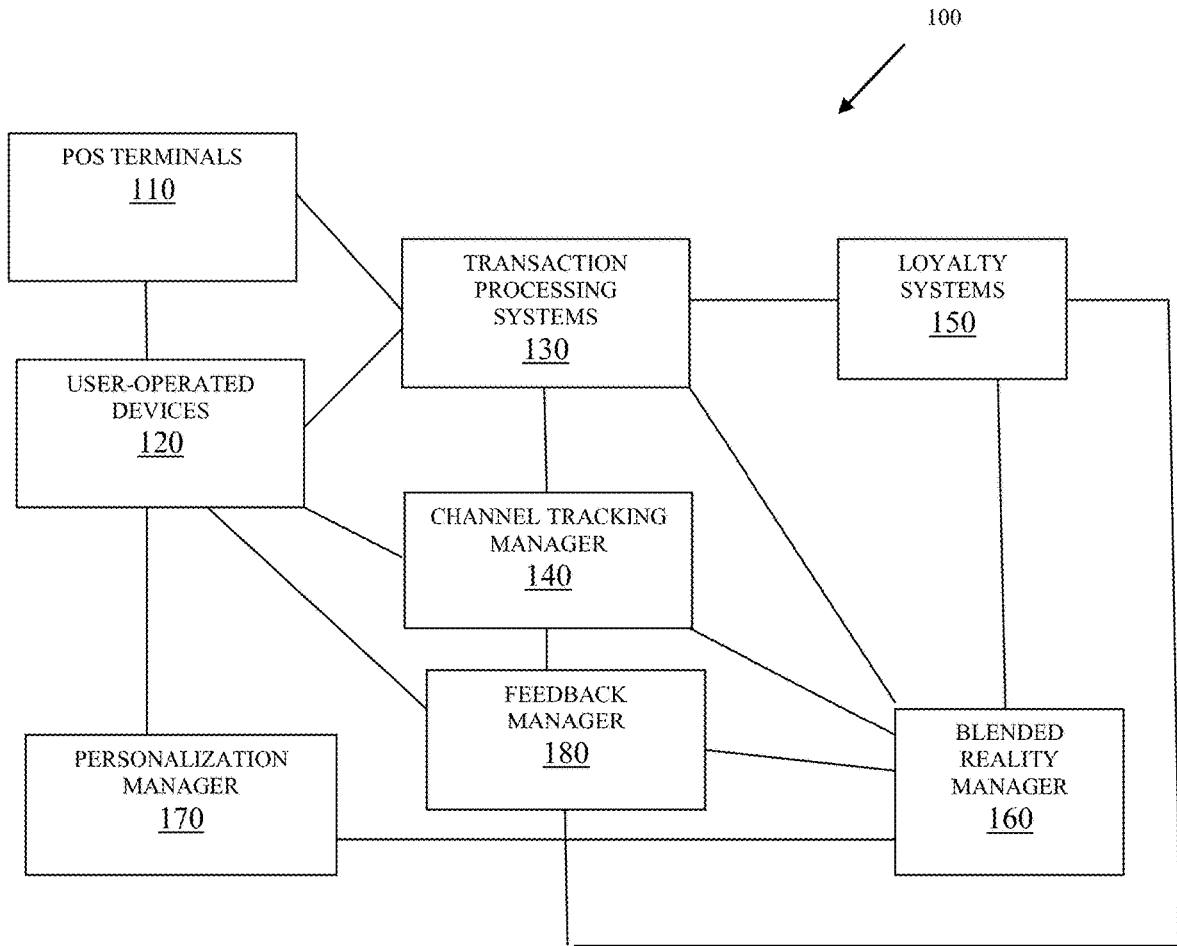 100
POS TERMINALS
110
TRANSACTION
PROCESSING
SYSTEMS
130
LOYALTY
SYSTEMS
150
USER-OPERATED
DEVICES
120
CHANNEL TRACKING
MANAGER
140
FEEDBACK
MANAGER
180
PERSONALIZATION
MANAGER
170
BLENDED
REALITY
MANAGER
160